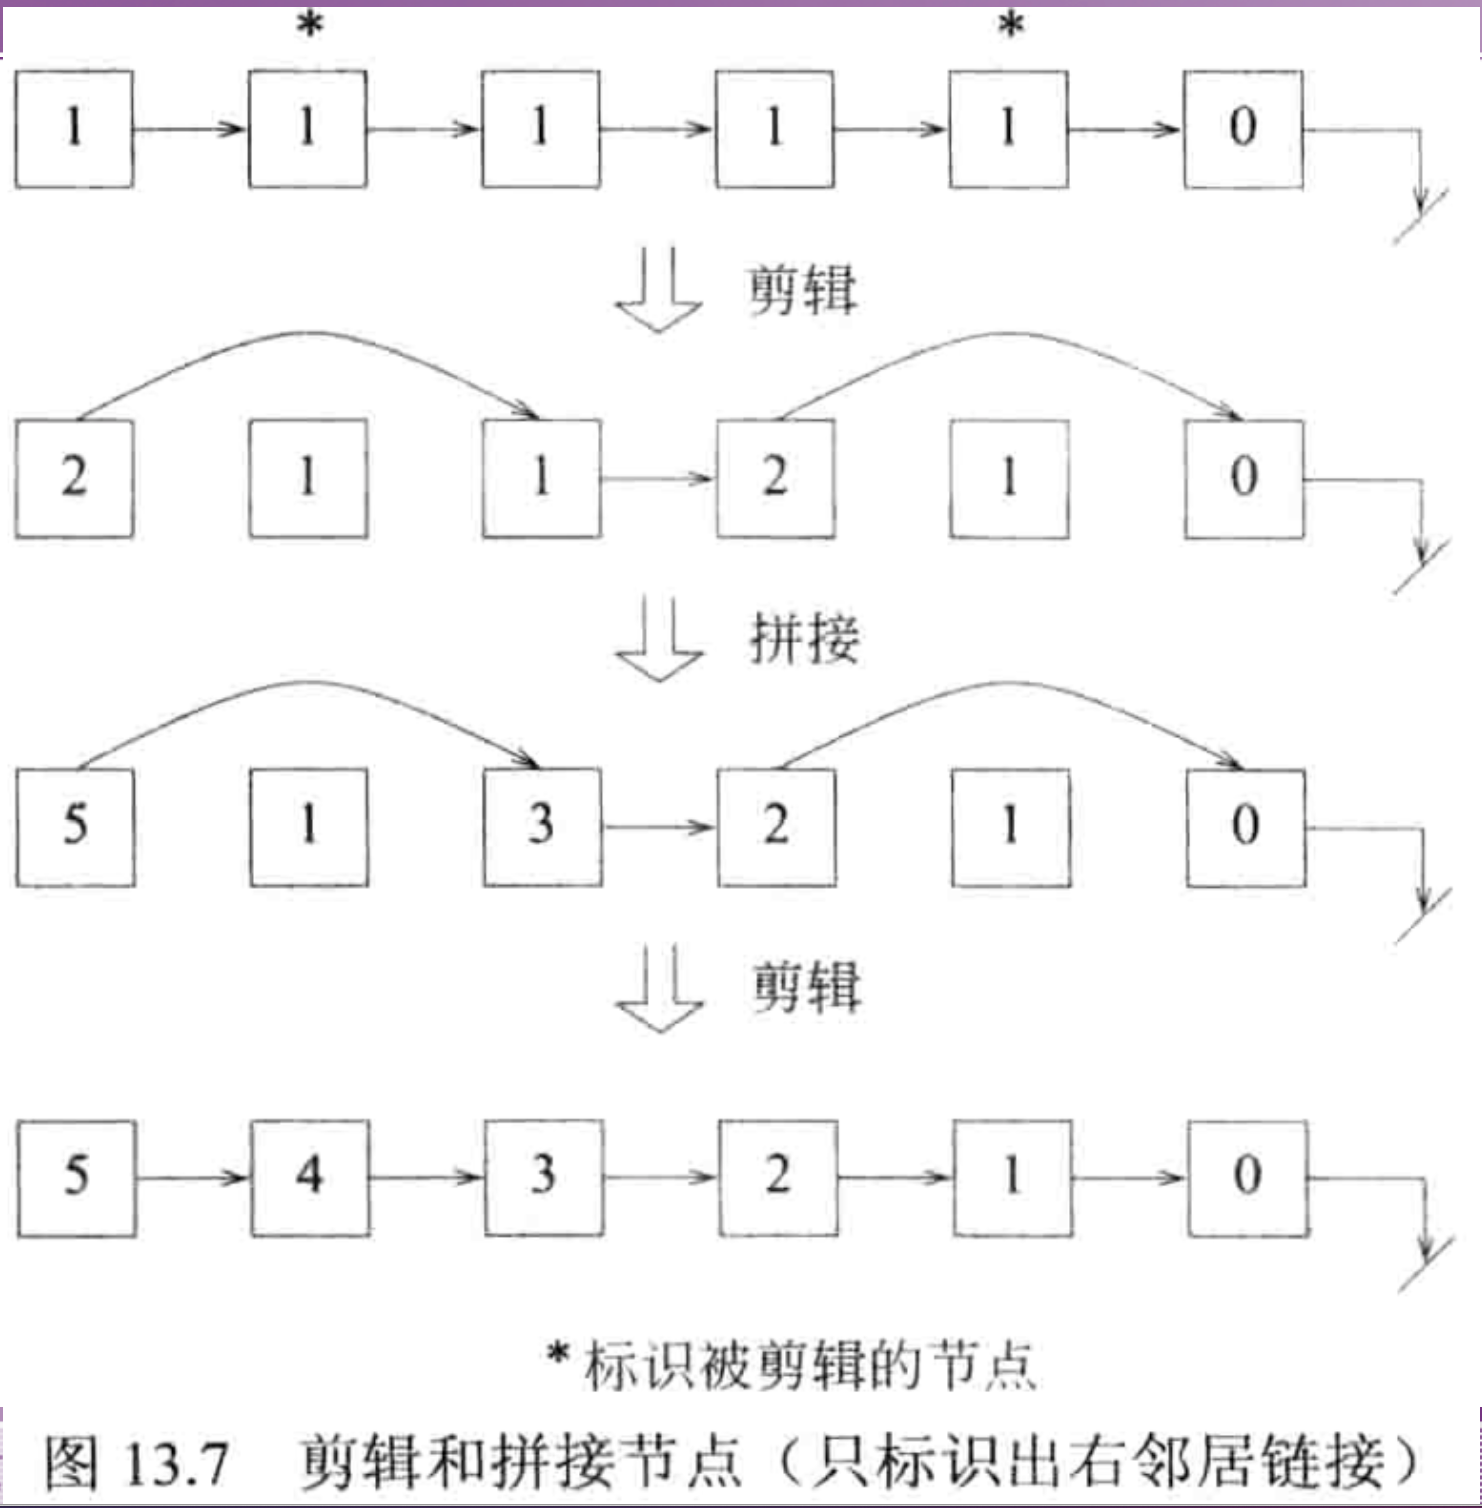 * *
1 1 1 1 1 0
剪辑
2 1 1 2 1 0
拼接
5 1 3 2 1 0
剪辑
5 4 3 2 1 0
*标识被剪辑的节点
图 13.7 剪辑和拼接节点（只标识出右邻居链接）